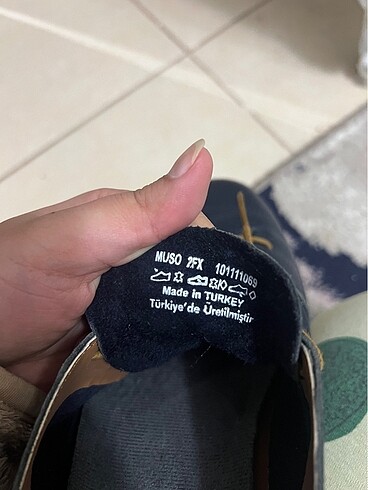 MUSO 2FX 101111069
Made in TURKEY
Türkiye'de Üretilmiştir